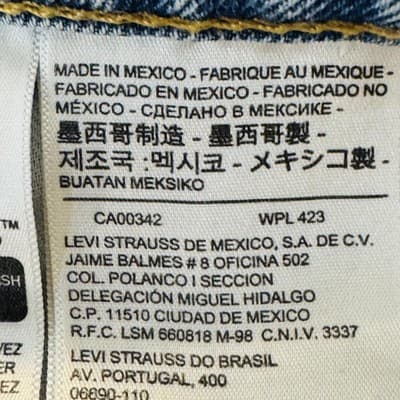 MADE IN MEXICO - FABRIQUE AU MEXIQUE -
FABRICADO EN MEXICO - FABRICADO NO
MÉXICO - СДЕЛАНО В МЕКСИКЕ -
墨西哥制造 - 墨西哥製 -
제조국 : 멕시코 - メキシコ製 -
BUATAN MEKSIKO
CA00342 WPL 423
LEVI STRAUSS DE MEXICO, S.A. DE C.V.
JAIME BALMES # 8 OFICINA 502
COL. POLANCO I SECCION
DELEGACIÓN MIGUEL HIDALGO
C.P. 11510 CIUDAD DE MEXICO
R.F.C. LSM 660818 M-98 C.N.I.V. 3337
LEVI STRAUSS DO BRASIL
AV. PORTUGAL, 400
06690-110
TM